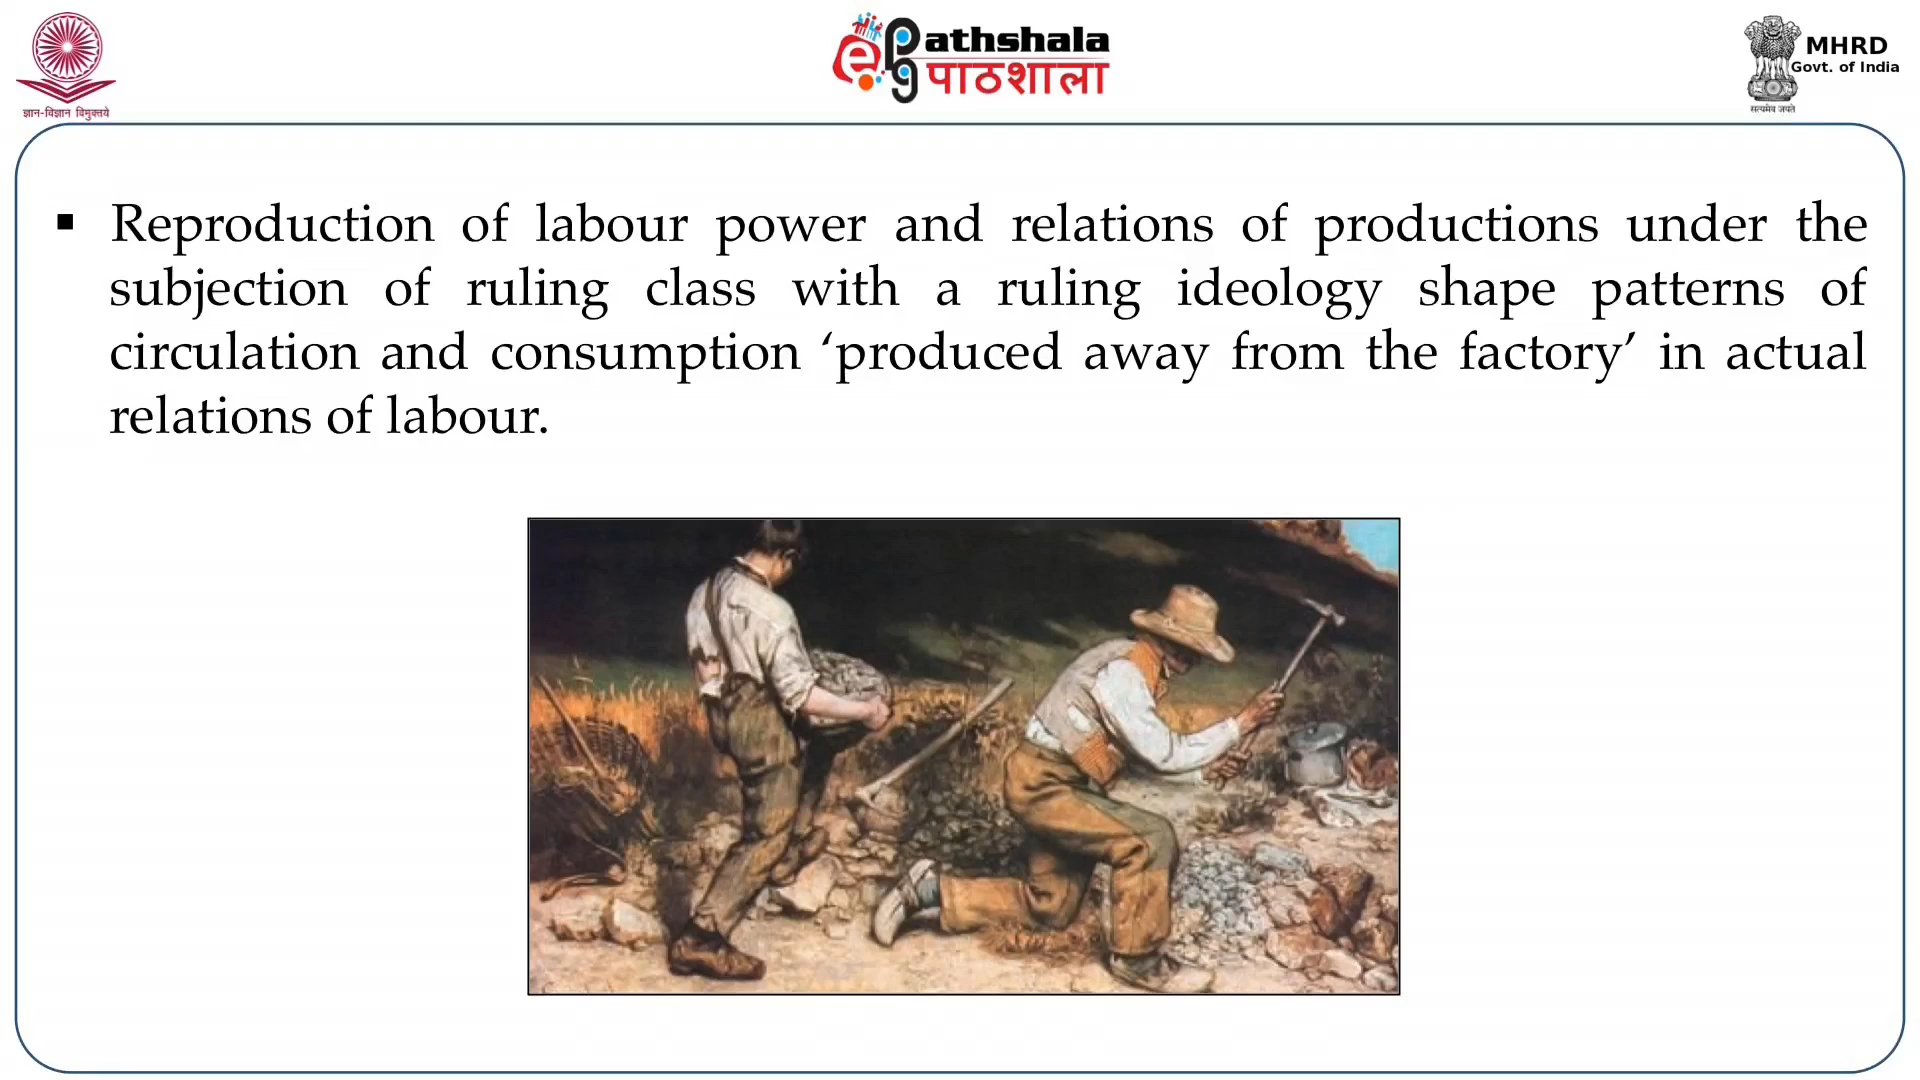 ज्ञान-विज्ञान विमुक्तये
ePG Pathshala
पाठशाला
MHRD
Govt. of India
सत्यमेव जयते
▪ Reproduction of labour power and relations of productions under the
subjection of ruling class with a ruling ideology shape patterns of
circulation and consumption ‘produced away from the factory’ in actual
relations of labour.